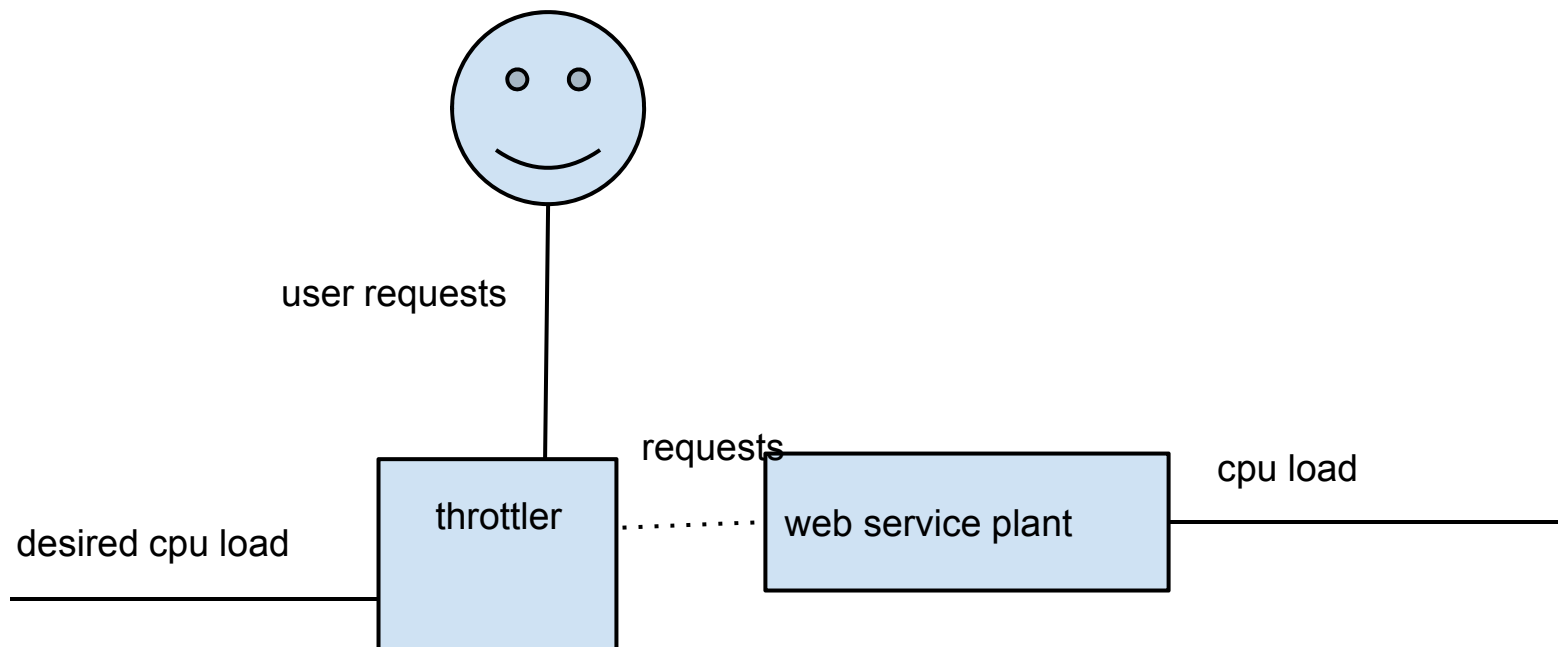 user requests
requests
cpu load
throttler
web service plant
desired cpu load